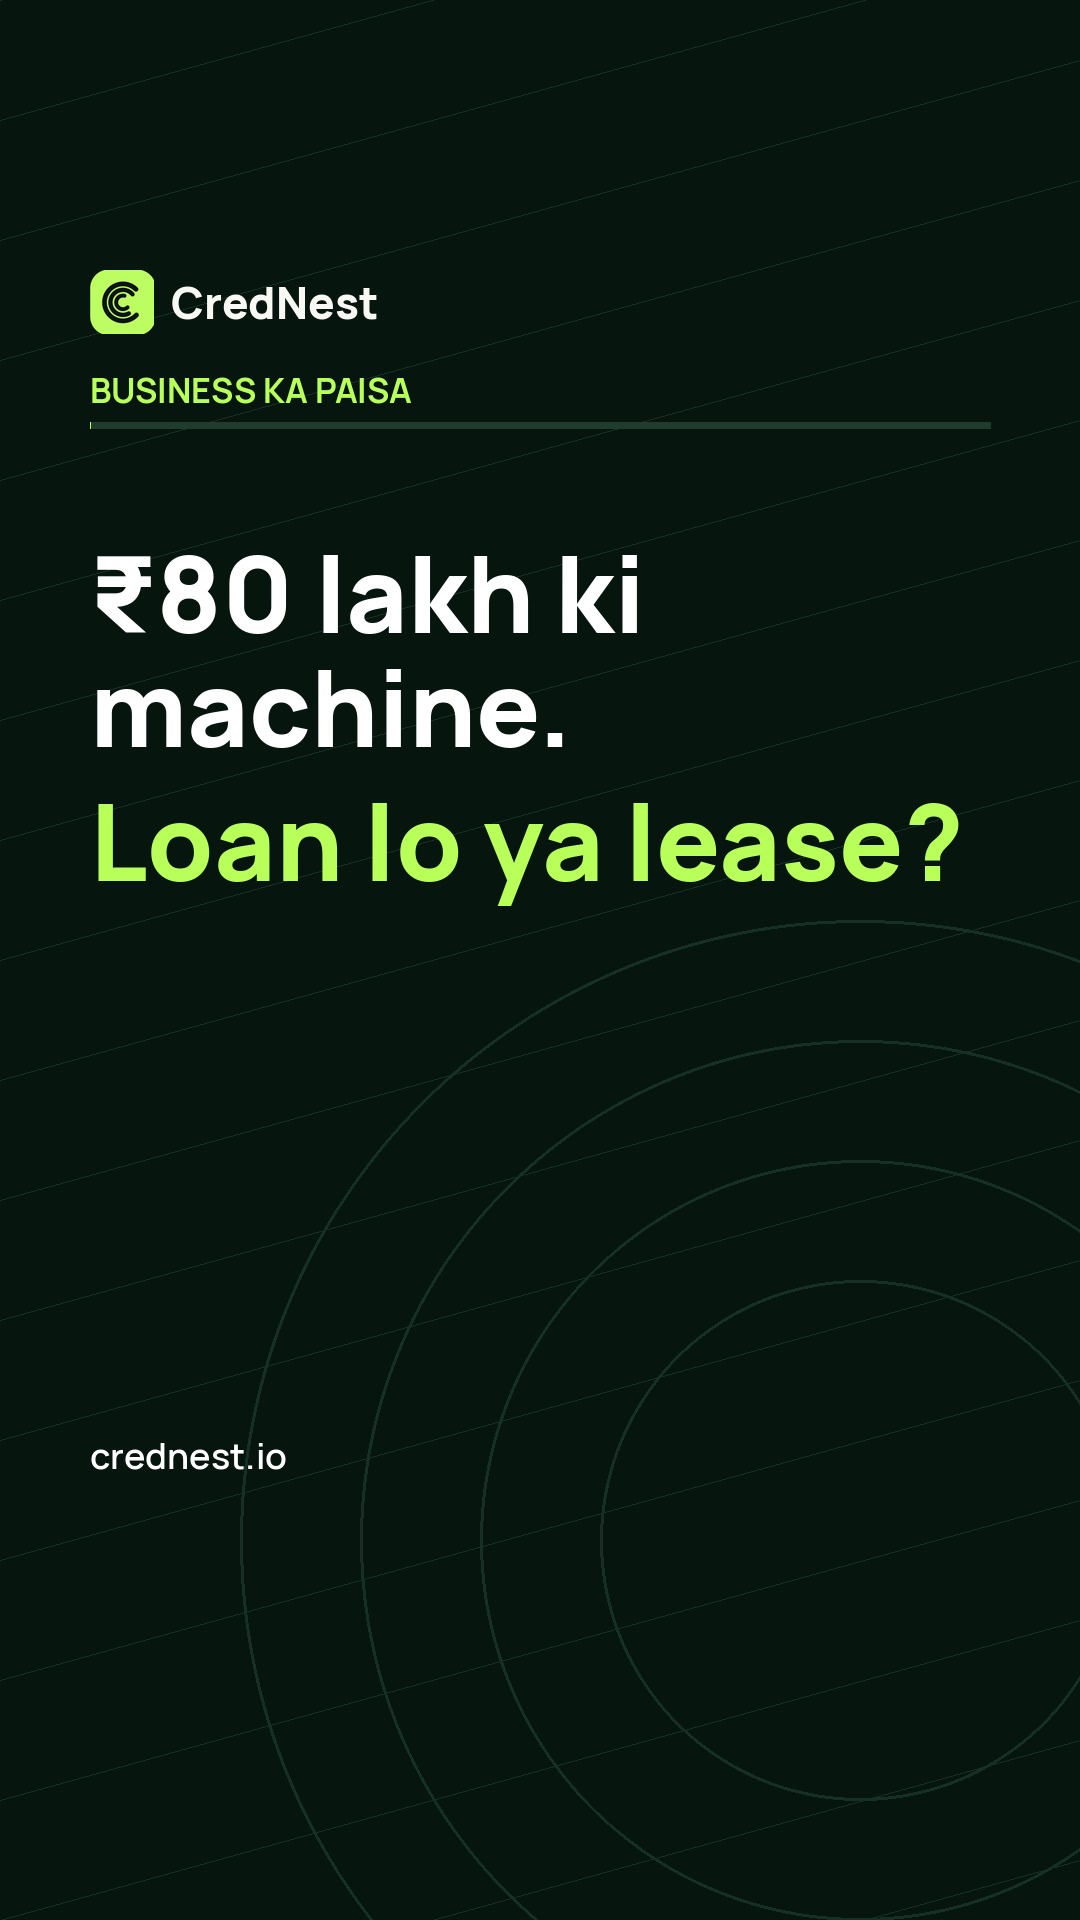 CredNest
BUSINESS KA PAISA
₹80 lakh ki
machine.
Loan lo ya lease?
crednest.io